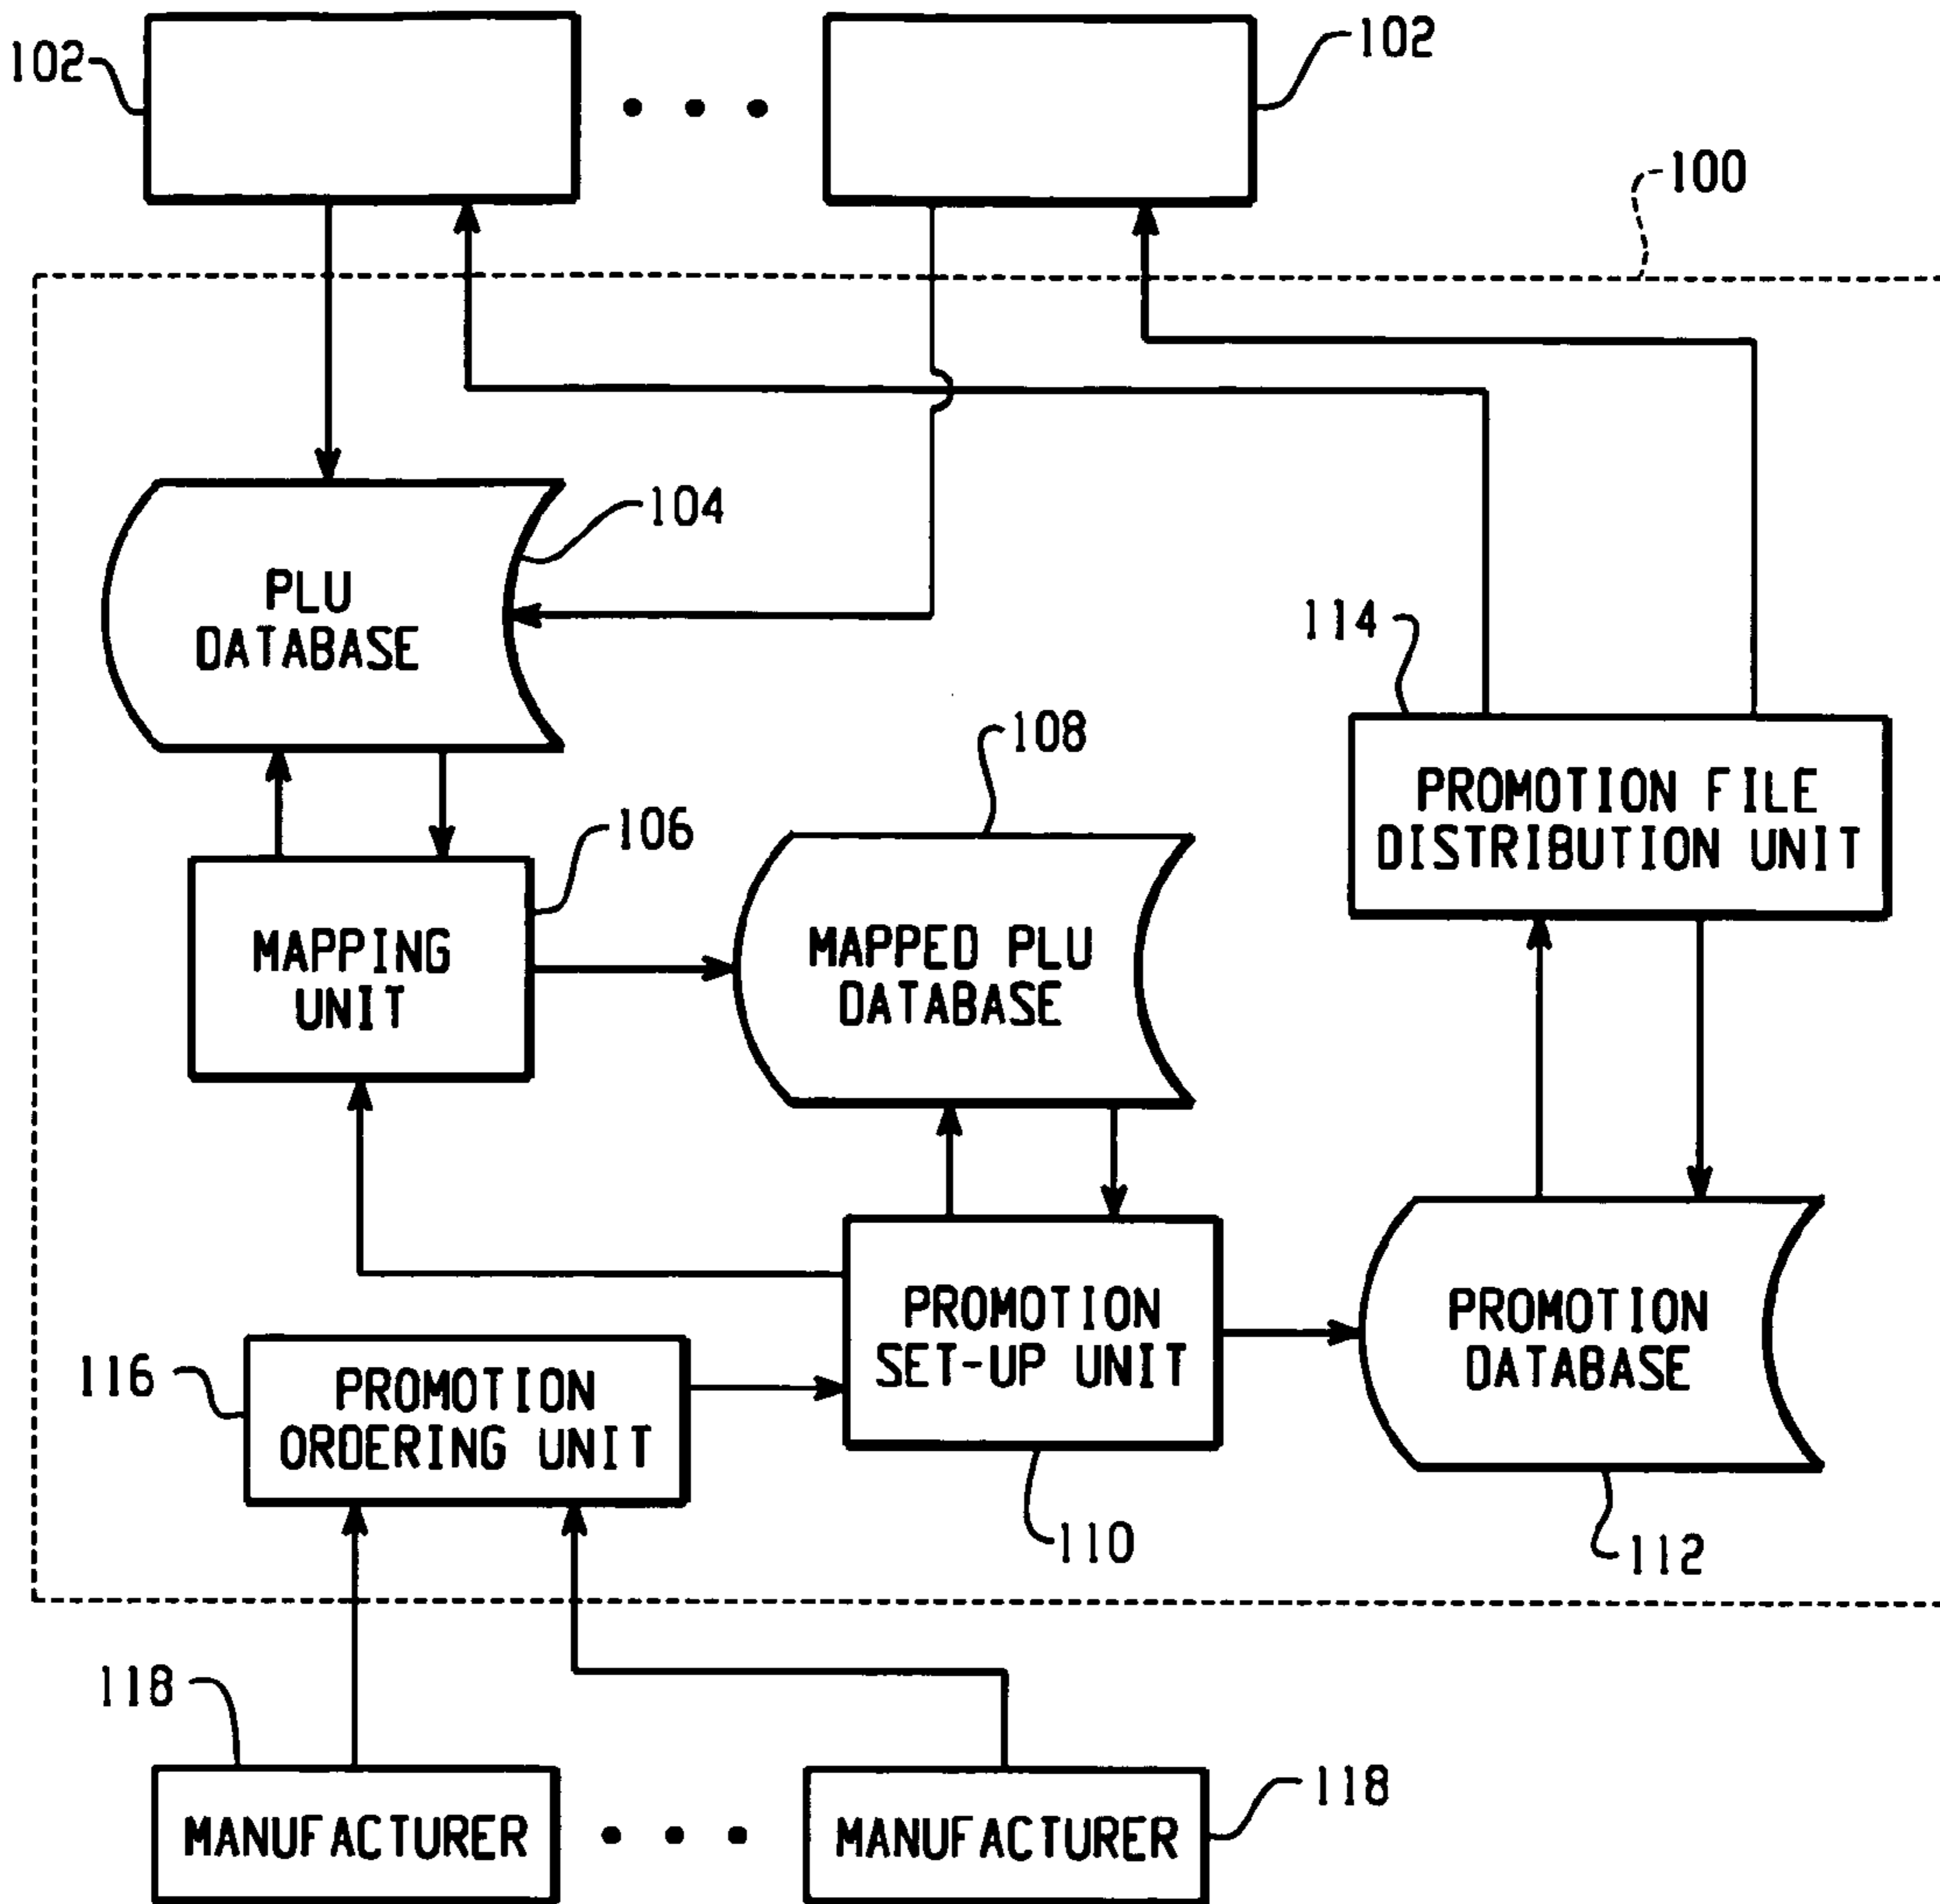 102
102
100
104
PLU
DATABASE
114
108
PROMOTION FILE
DISTRIBUTION UNIT
106
MAPPING
UNIT
MAPPED PLU
DATABASE
PROMOTION
SET-UP UNIT
PROMOTION
DATABASE
116
PROMOTION
ORDERING UNIT
110
112
118
118
MANUFACTURER
MANUFACTURER